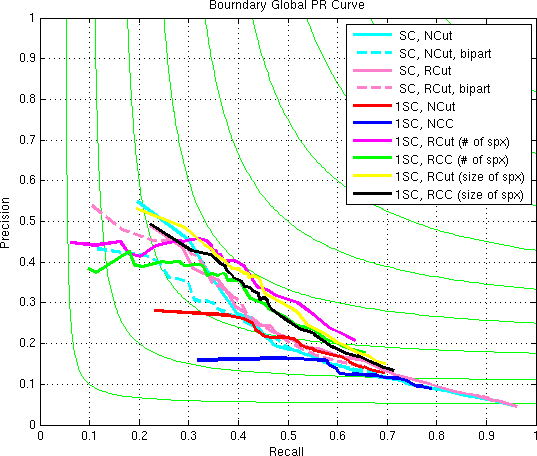 Bourndary Global PR Curve
1
0.9
0.8
0.7
0.6
0.5
0.4
0.3
0.2
0.1
0
Precision
SC, NCut
SC, NCut, bipart
SC, RCut
SC, RCut, bipart
1SC, NCut
1SC, NCC
1SC, RCut (# of spx)
1SC, RCC (# of spx)
1SC, RCut (size of spx)
1SC, RCC (size of spx)
0 0.1 0.2 0.3 0.4 0.5 0.6 0.7 0.8 0.9 1
Recall